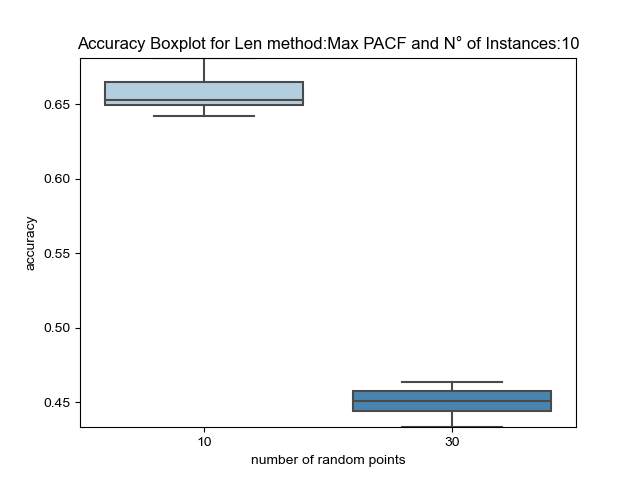 Accuracy Boxplot for Len method:Max PACF and N° of Instances:10
0.65
0.60
0.55
0.50
0.45
accuracy
10 30
number of random points